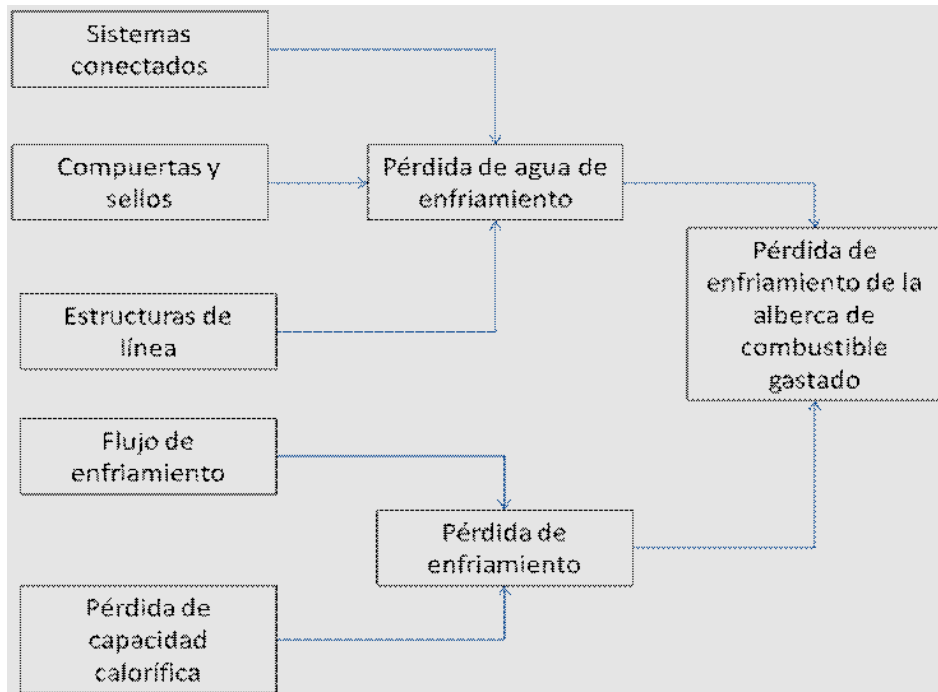 Sistemas
conectados
Compuertas y
sellos
Pérdida de agua de
enfriamiento
Estructuras de
línea
Pérdida de
enfriamiento de la
alberca de
combustible
gastado
Flujo de
enfriamiento
Pérdida de
enfriamiento
Pérdida de
capacidad
calorífica